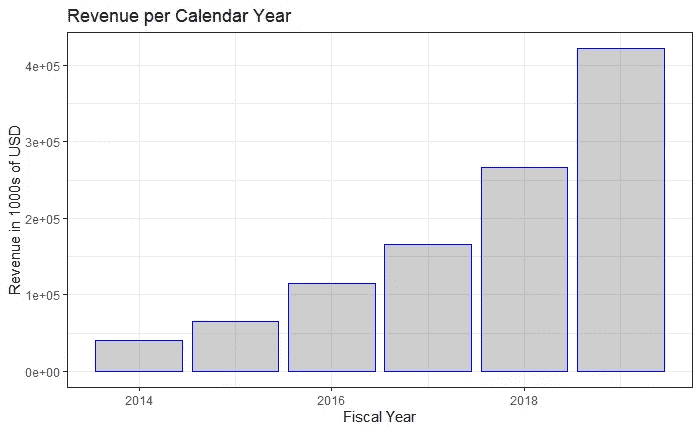 Revenue per Calendar Year
Revenue in 1000s of USD
4e+05
3e+05
2e+05
1e+05
0e+00
2014
2016
2018
Fiscal Year